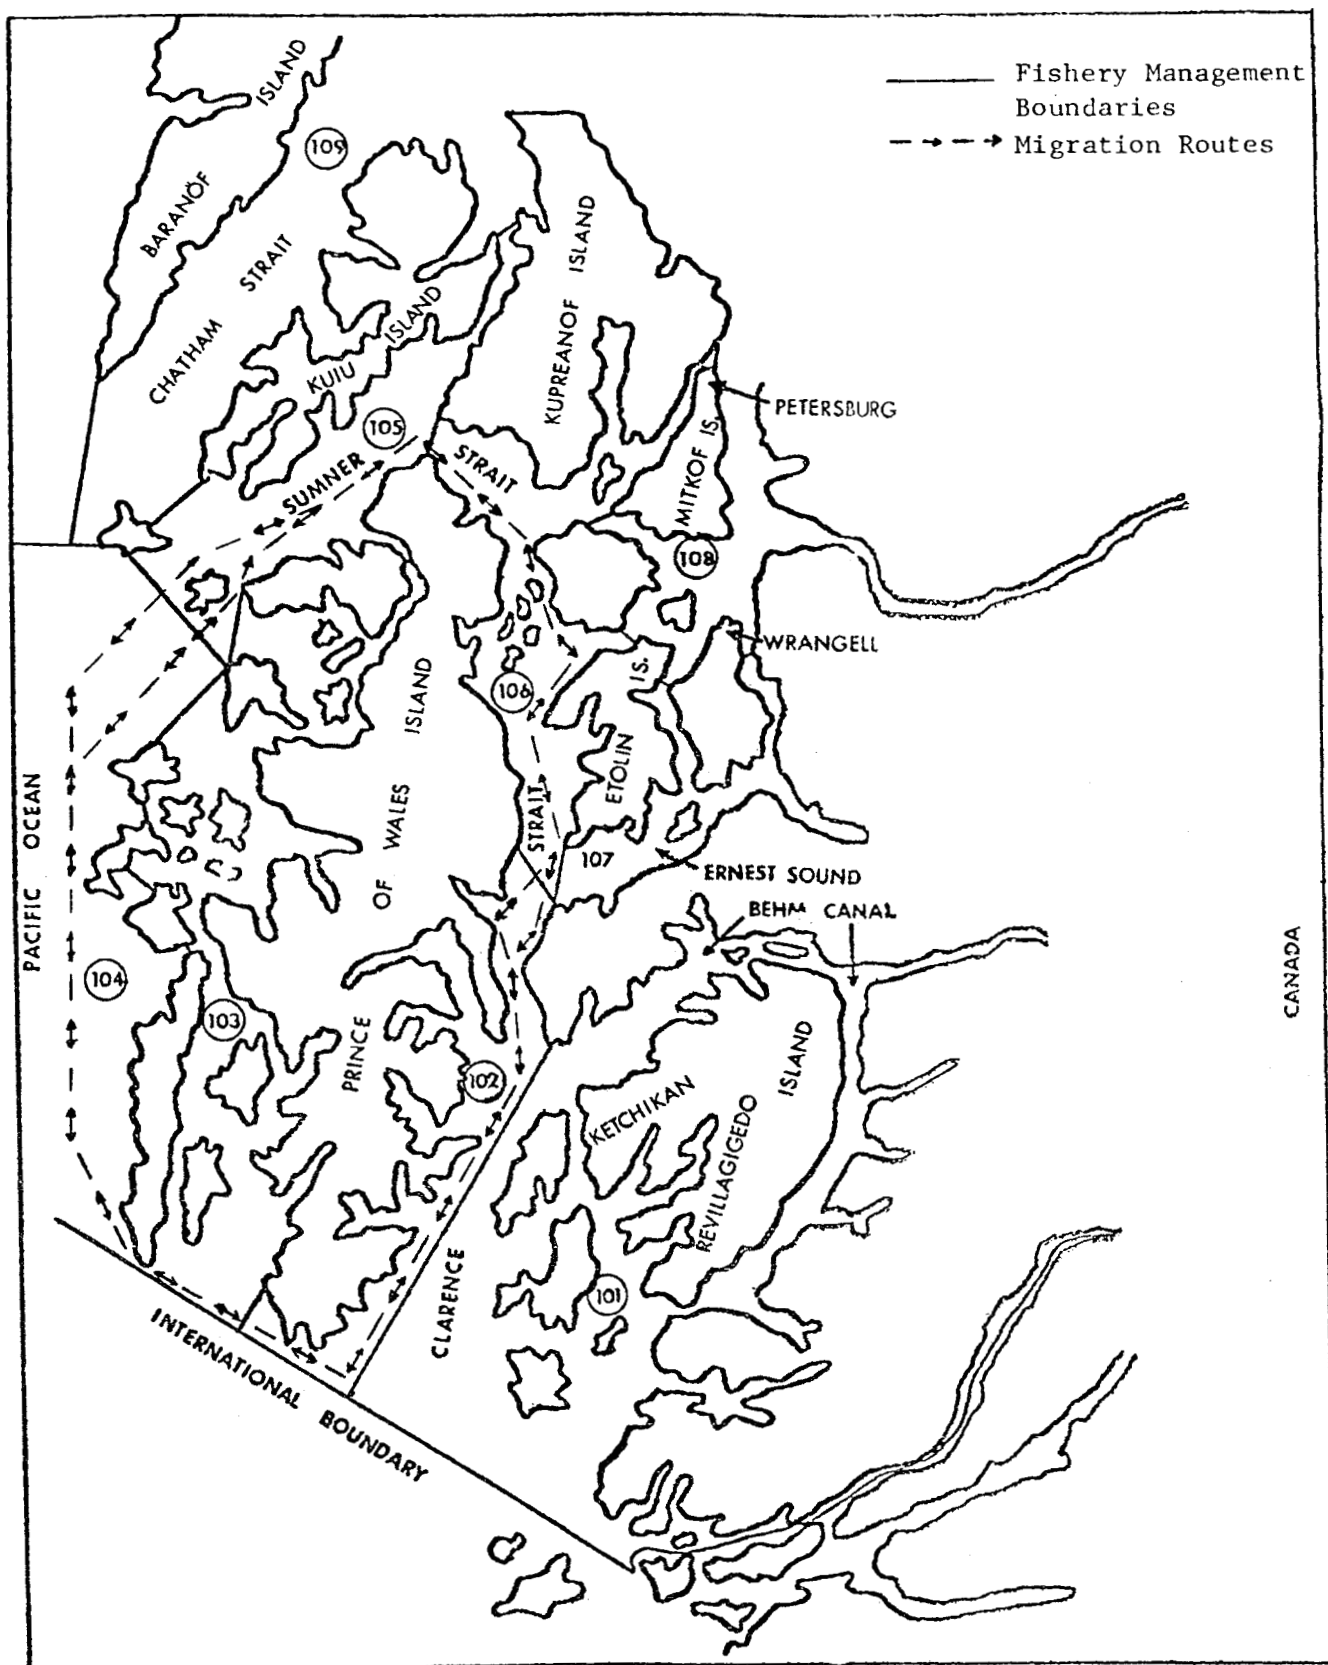 Fishery Management
Boundaries
Migration Routes
BARANOF ISLAND
109
CHATHAM STRAIT
KUIU ISLAND
KUPREANOF ISLAND
PETERSBURG
MITKOF IS.
105
SUMNER STRAIT
108
WRANGELL
106
ETOLIN IS.
PRINCE OF WALES ISLAND
PACIFIC OCEAN
107
ERNEST SOUND
BEHM CANAL
CANADA
104
103
102
KETCHIKAN
REVILLAGIGEDO ISLAND
CLARENCE STRAIT
101
INTERNATIONAL BOUNDARY